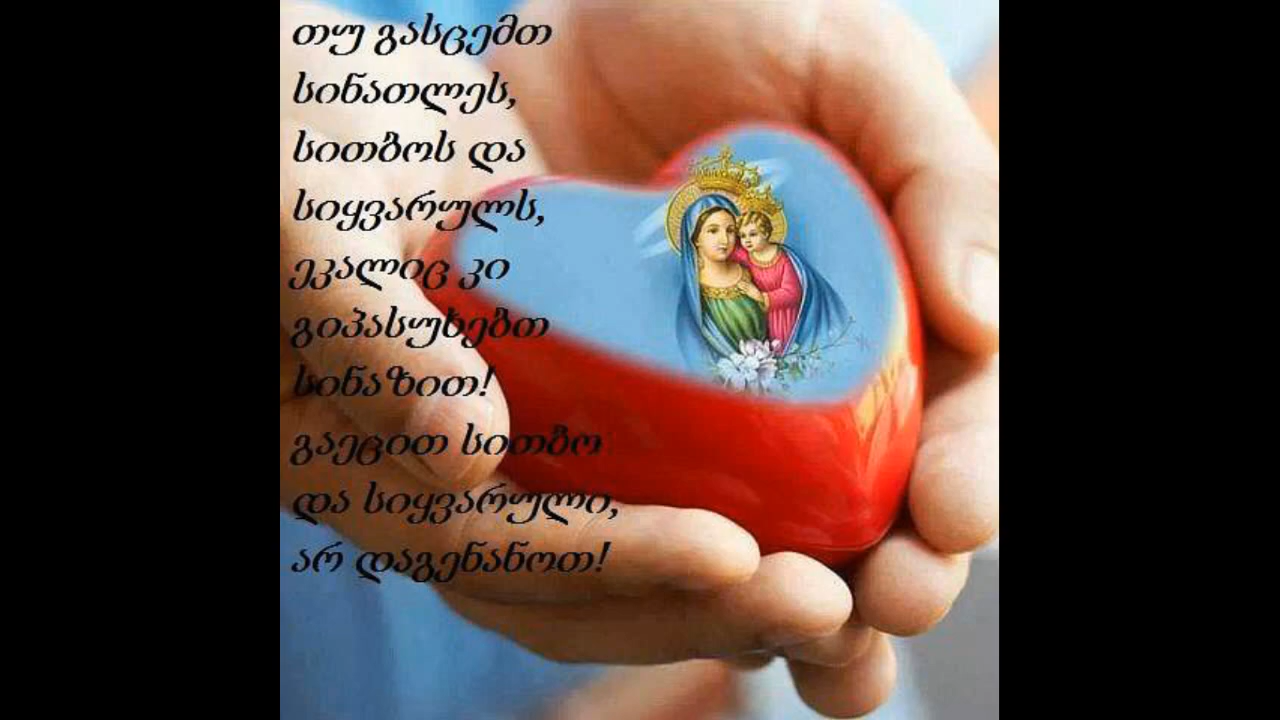 თუ გასცემთ
სინათლეს,
სითბოს და
სიყვარულს,
ეკალიც კი
გიპასუხებთ
სინაზით!
გაეცით სითბო
და სიყვარული,
არ დაგენანოთ!